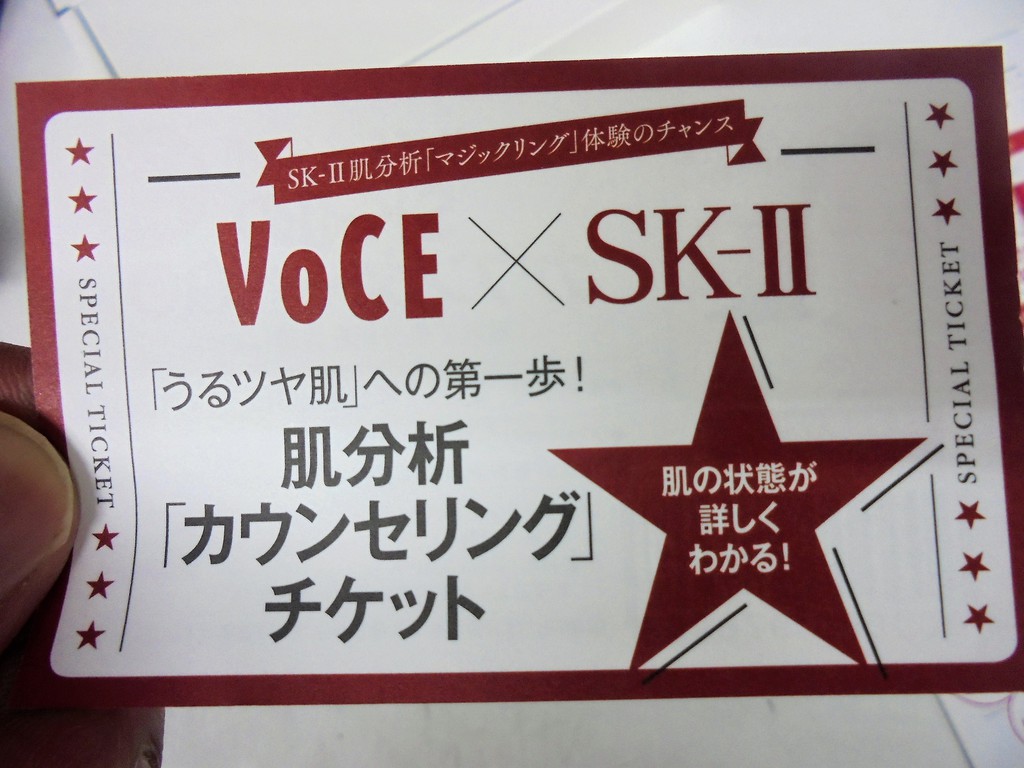 SK-II肌分析「マジックリング」体験のチャンス
VoCE×SK-II
「うるツヤ肌」への第一歩!
肌分析
「カウンセリング」
チケット
肌の状態が
詳しく
わかる!
★★★ SPECIAL TICKET ★★★
★★★ SPECIAL TICKET ★★★